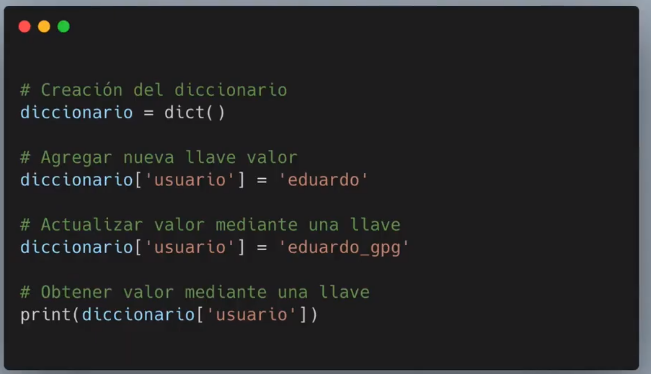 # Creación del diccionario
diccionario = dict()
# Agregar nueva llave valor
diccionario['usuario'] = 'eduardo'
# Actualizar valor mediante una llave
diccionario['usuario'] = 'eduardo_gpg'
# Obtener valor mediante una llave
print(diccionario['usuario'])